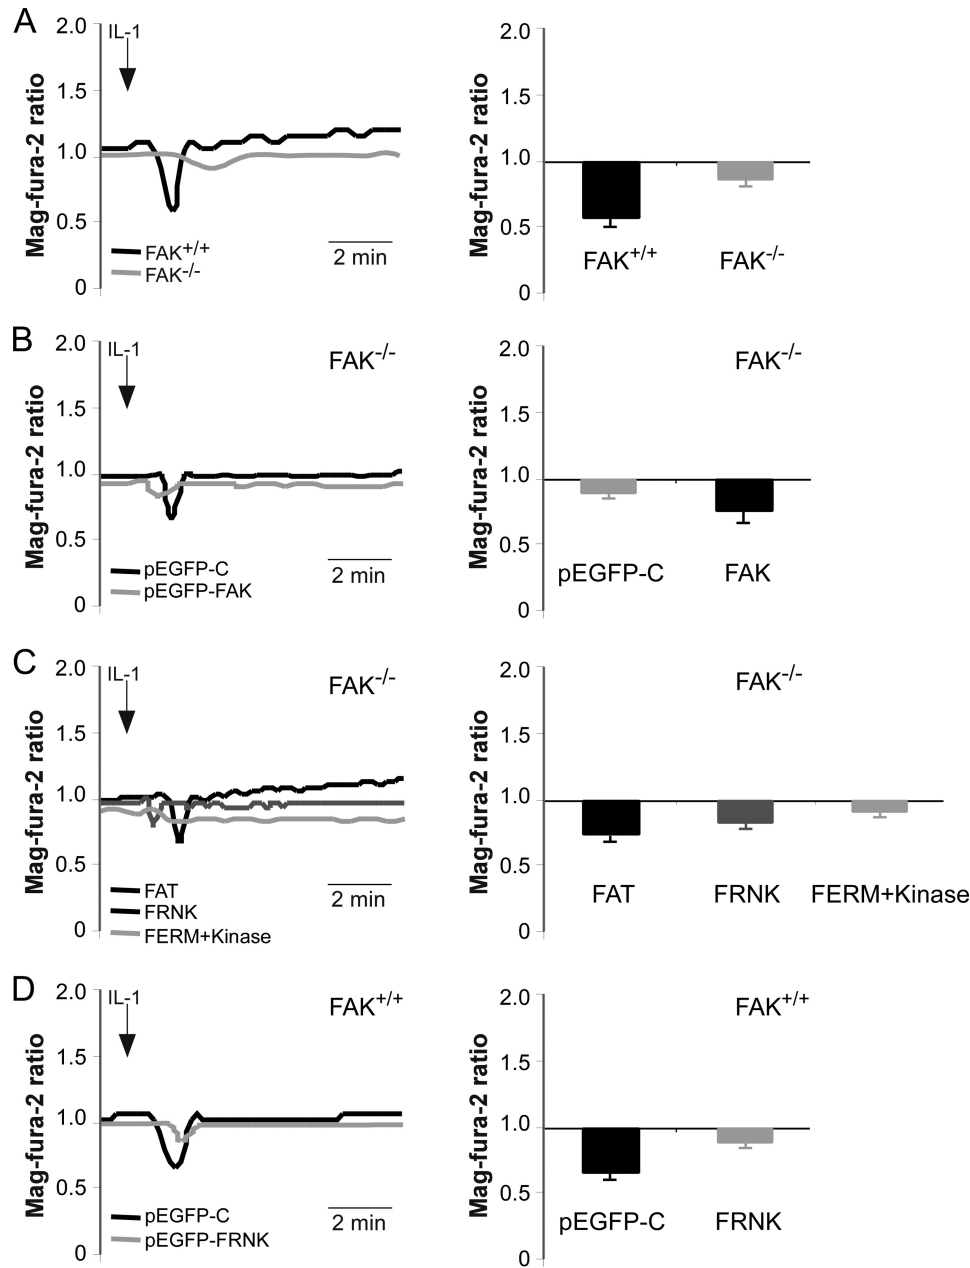 A
2.0
1.5
1.0
0.5
0
Mag-fura-2 ratio
IL-1
FAK+/+
FAK-/-
2 min
2.0
1.5
1.0
0.5
0
Mag-fura-2 ratio
FAK+/+ FAK-/-
B
2.0
1.5
1.0
0.5
0
Mag-fura-2 ratio
IL-1
FAK-/-
pEGFP-C
pEGFP-FAK
2 min
2.0
1.5
1.0
0.5
0
Mag-fura-2 ratio
FAK-/-
pEGFP-C FAK
C
2.0
1.5
1.0
0.5
0
Mag-fura-2 ratio
IL-1
FAK-/-
FAT
FRNK
FERM+Kinase
2 min
2.0
1.5
1.0
0.5
0
Mag-fura-2 ratio
FAK-/-
FAT FRNK FERM+Kinase
D
2.0
1.5
1.0
0.5
0
Mag-fura-2 ratio
IL-1
FAK+/+
pEGFP-C
pEGFP-FRNK
2 min
2.0
1.5
1.0
0.5
0
Mag-fura-2 ratio
FAK+/+
pEGFP-C FRNK